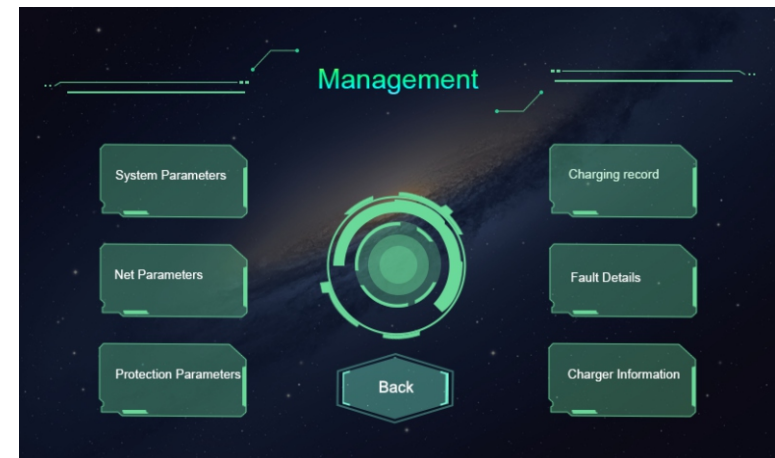 Management
System Parameters
Charging record
Net Parameters
Fault Details
Protection Parameters
Charger Information
Back